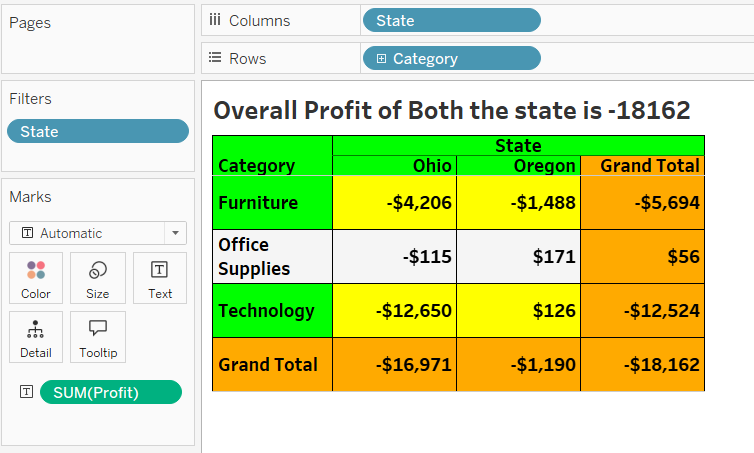 Pages
iii Columns
State
Rows
Category
Filters
State
Marks
Automatic
Color
Size
Text
Detail
Tooltip
SUM(Profit)
Overall Profit of Both the state is -18162
State
Category Ohio Oregon Grand Total
Furniture -$4,206 -$1,488 -$5,694
Office
Supplies -$115 $171 $56
Technology -$12,650 $126 -$12,524
Grand Total -$16,971 -$1,190 -$18,162